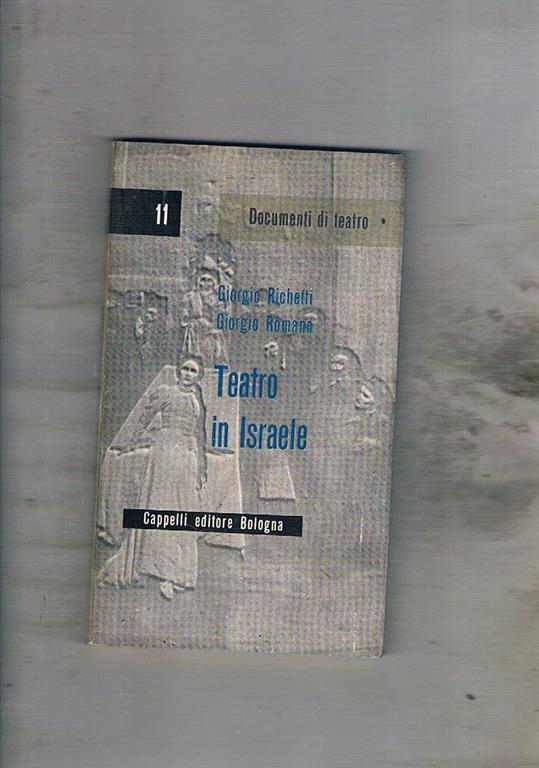 11
Documenti di teatro
Giorgio Richetti
Giorgio Romano
Teatro
in Israele
Cappelli editore Bologna